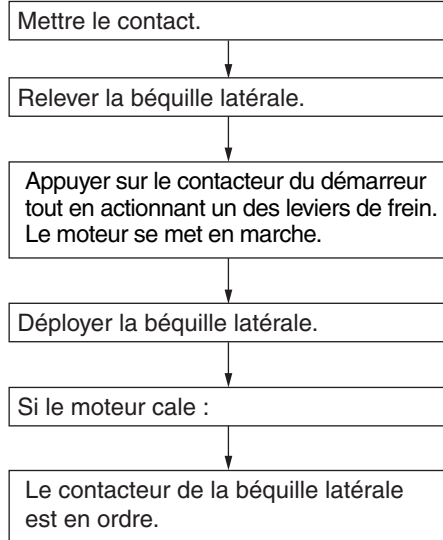 Mettre le contact.
Relever la béquille latérale.
Appuyer sur le contacteur du démarreur
tout en actionnant un des leviers de frein.
Le moteur se met en marche.
Déployer la béquille latérale.
Si le moteur cale :
Le contacteur de la béquille latérale
est en ordre.